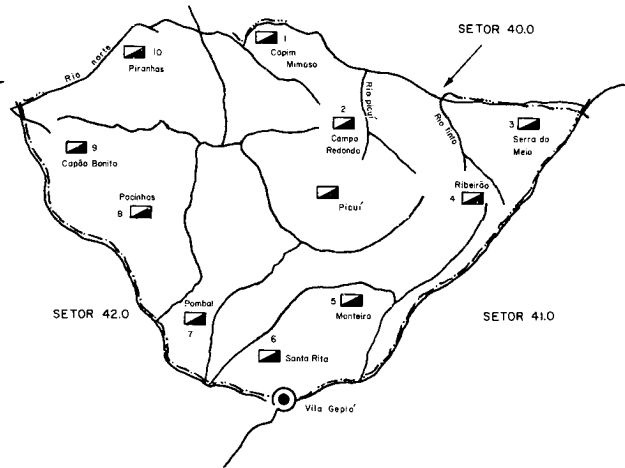 SETOR 40.0
1
Capim
Mimoso
Rio norte
10
Piranhas
Rio picuí
2
Campo
Redondo
Rio tinto
3
Serra do
Meio
9
Capão Bonito
Picuí
Ribeirão
4
Pocinhos
8
SETOR 42.0
Pombal
7
5
Monteiro
SETOR 41.0
6
Santa Rita
Vila Gepió